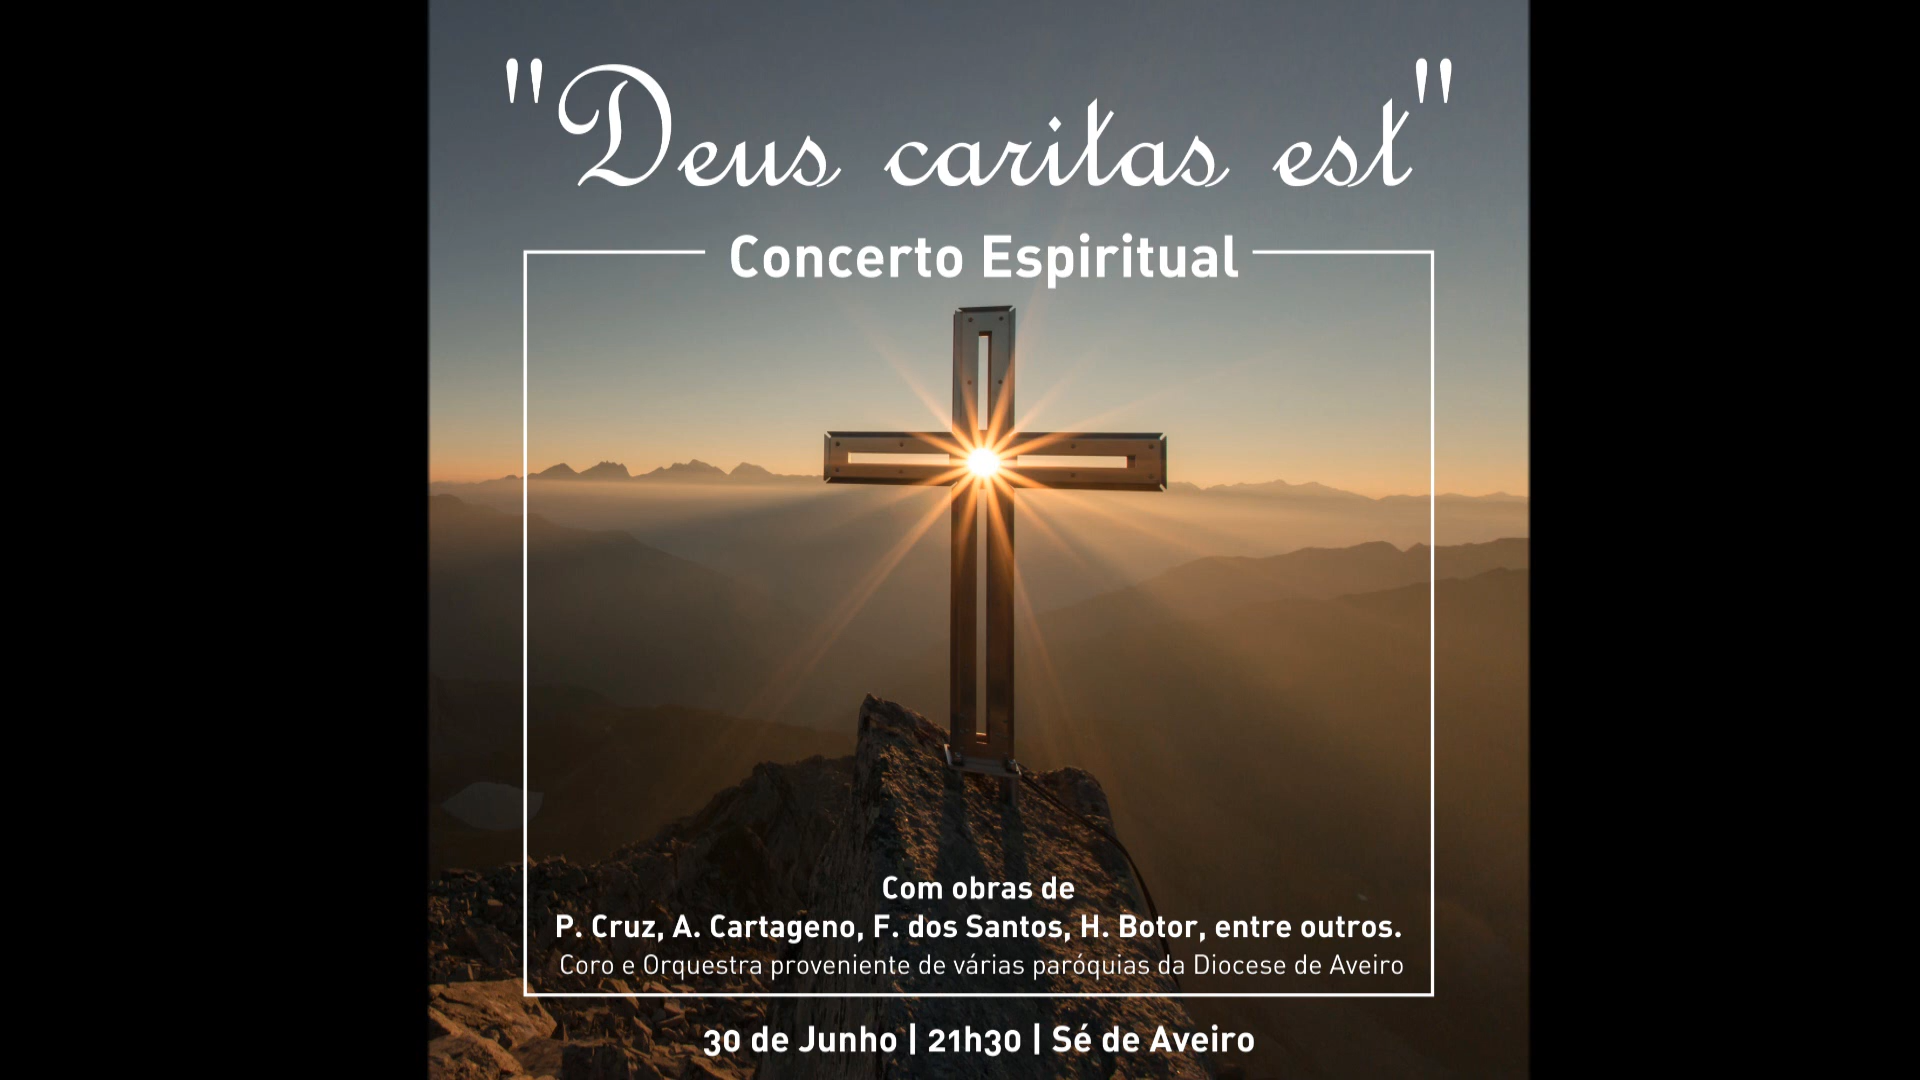 "Deus caritas est"
Concerto Espiritual
Com obras de
P. Cruz, A. Cartageno, F. dos Santos, H. Botor, entre outros.
Coro e Orquestra proveniente de várias paróquias da Diocese de Aveiro
30 de Junho | 21h30 | Sé de Aveiro